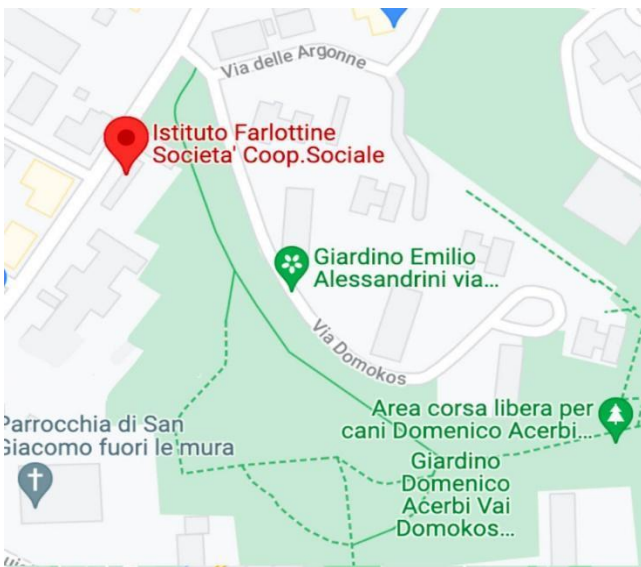 Via delle Argonne
Istituto Farlottine
Societa' Coop.Sociale
Giardino Emilio
Alessandrini via...
Via Domokos
Area corsa libera per
cani Domenico Acerbi...
Parrocchia di San
Giacomo fuori le mura
Giardino
Domenico
Acerbi Vai
Domokos...